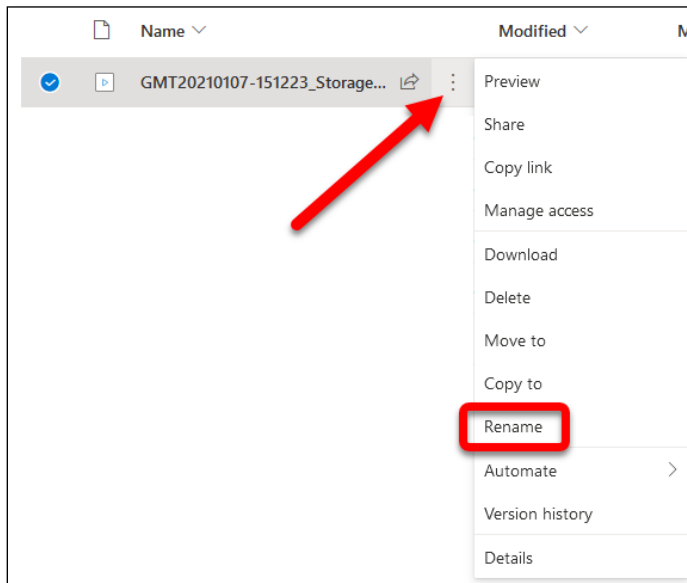 Name
Modified
M
GMT20210107-151223_Storage...
Preview
Share
Copy link
Manage access
Download
Delete
Move to
Copy to
Rename
Automate
Version history
Details